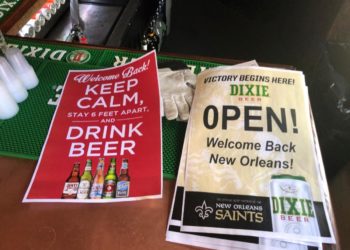 DIXIE
Welcome Back!
KEEP
CALM,
STAY 6 FEET APART,
AND
DRINK
BEER
VICTORY BEGINS HERE!
DIXIE
BEER
OPEN!
Welcome Back
New Orleans!
NEW ORLEANS
SAINTS
DIXIE
BEER